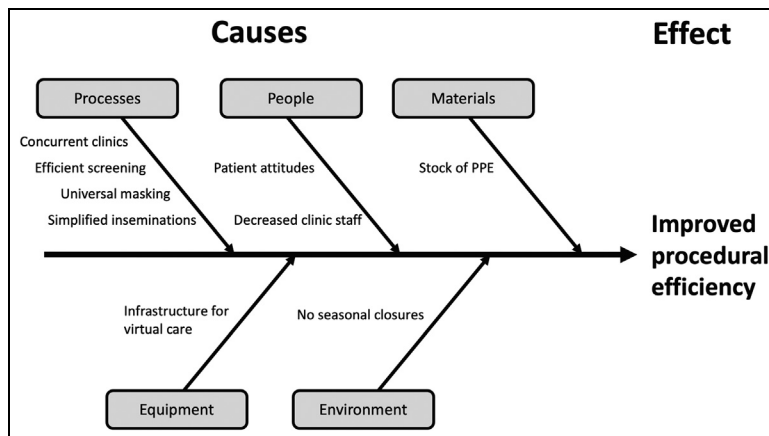 Causes
Effect
Processes
People
Materials
Concurrent clinics
Efficient screening
Universal masking
Simplified inseminations
Patient attitudes
Decreased clinic staff
Stock of PPE
Improved
procedural
efficiency
Infrastructure for
virtual care
No seasonal closures
Equipment
Environment